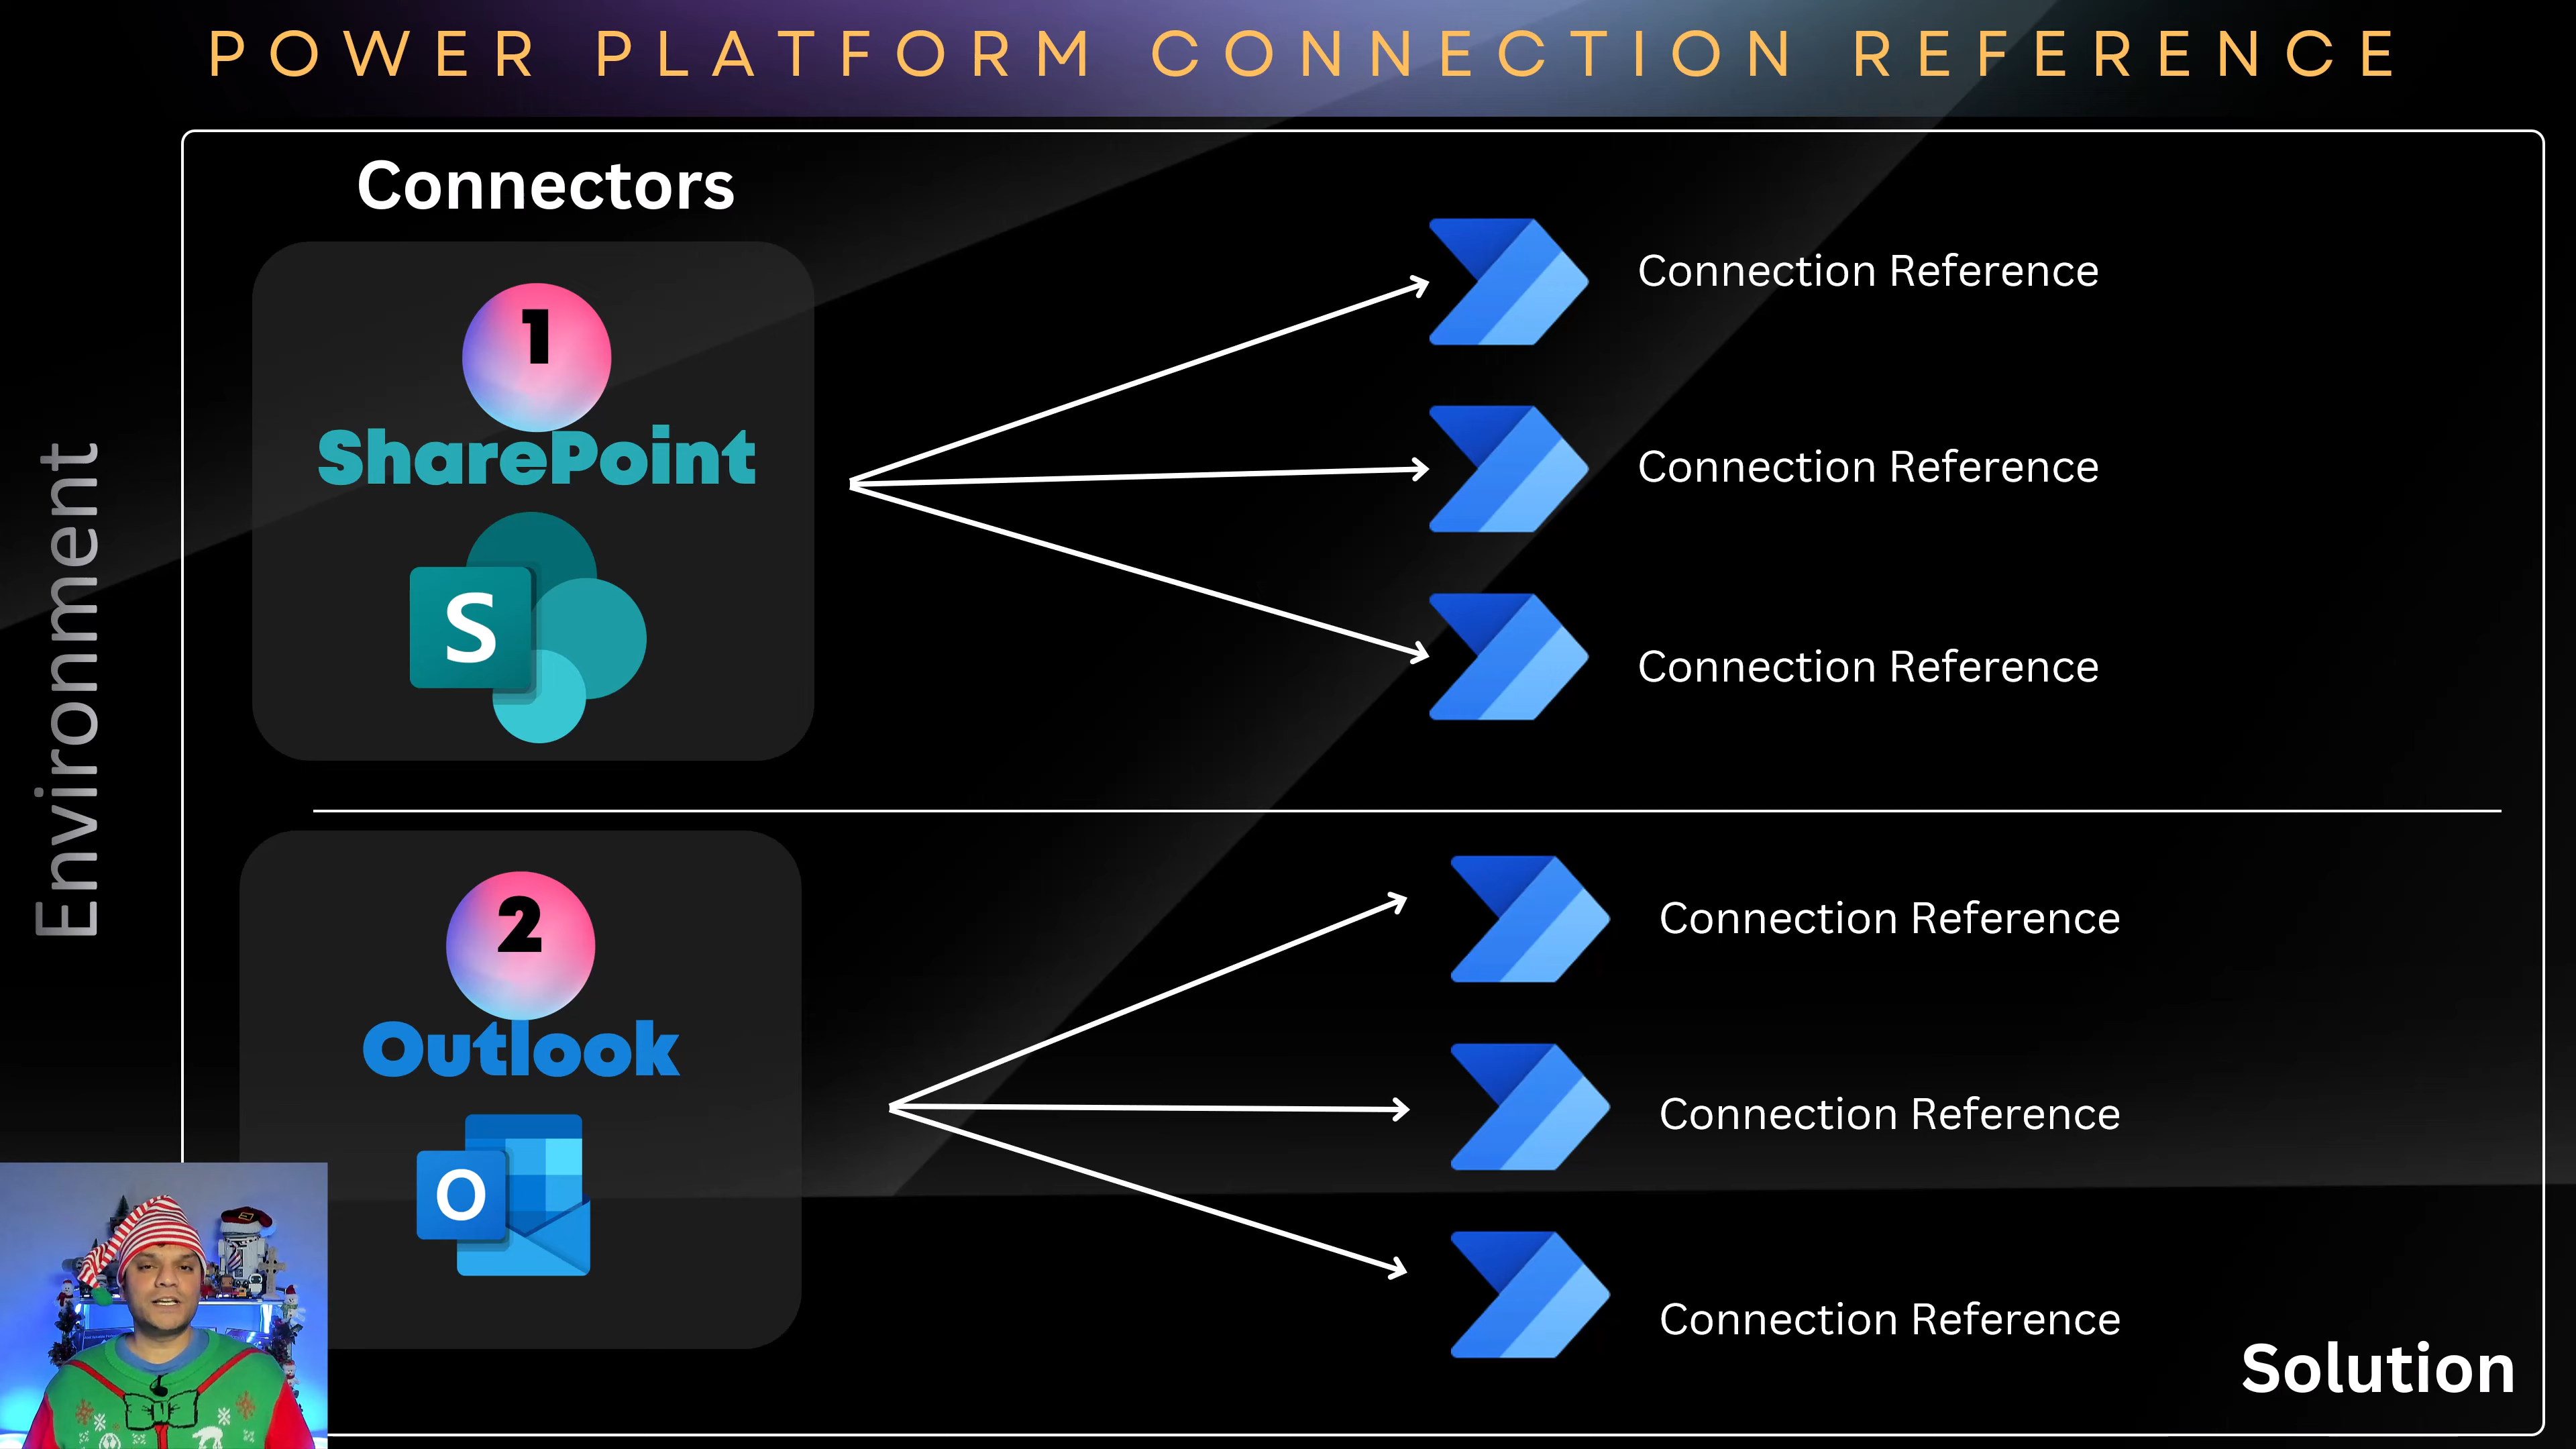 POWER PLATFORM CONNECTION REFERENCE
Environment
Connectors
1
SharePoint
S
Connection Reference
Connection Reference
Connection Reference
2
Outlook
O
Connection Reference
Connection Reference
Connection Reference
Solution